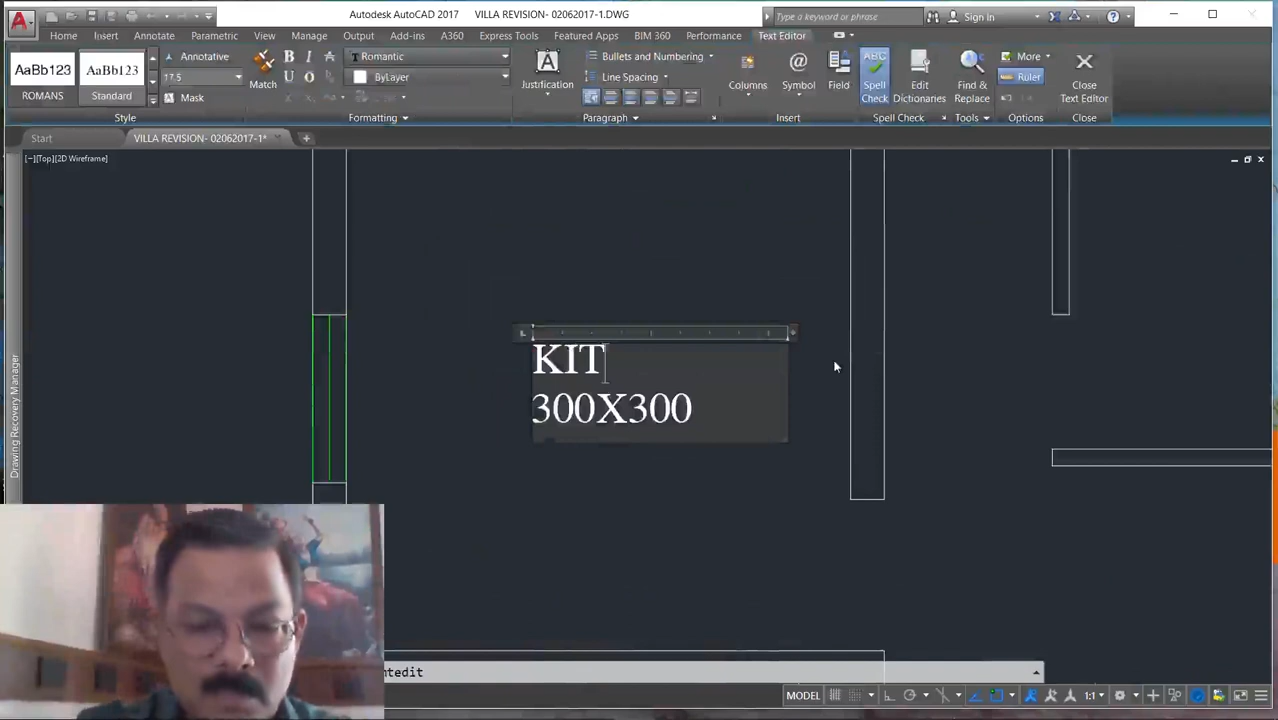 Autodesk AutoCAD 2017 VILLA REVISION- 02062017-1.DWG
Type a keyword or phrase
Sign In
Home Insert Annotate Parametric View Manage Output Add-ins A360 Express Tools Featured Apps BIM 360 Performance Text Editor
AaBb123
ROMANS
AaBb123
Standard
Annotative
17.5
Mask
Style
Match
B I
U O
Romantic
ByLayer
Formatting
A
Justification
Bullets and Numbering
Line Spacing
Paragraph
Columns
@
Symbol
Field
Insert
ABC
Spell
Check
Edit
Dictionaries
Spell Check
Find &
Replace
Tools
More
Ruler
Options
Close
Text Editor
Close
Start
VILLA REVISION- 02062017-1*
[−][Top][2D Wireframe]
Drawing Recovery Manager
L
KIT
300X300
ntedit
MODEL
1:1